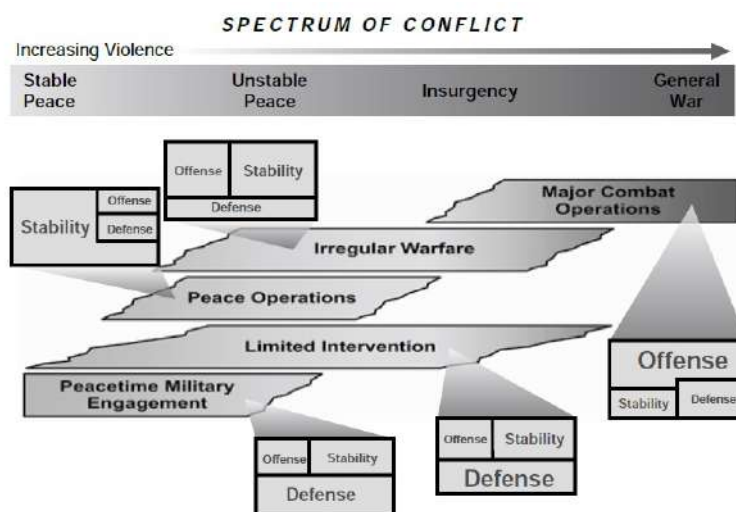 SPECTRUM OF CONFLICT
Increasing Violence
Stable
Peace
Unstable
Peace
Insurgency
General
War
Offense
Stability
Defense
Stability
Offense
Defense
Major Combat
Operations
Irregular Warfare
Peace Operations
Limited Intervention
Peacetime Military
Engagement
Offense
Stability
Defense
Offense
Stability
Defense
Offense
Stability
Defense